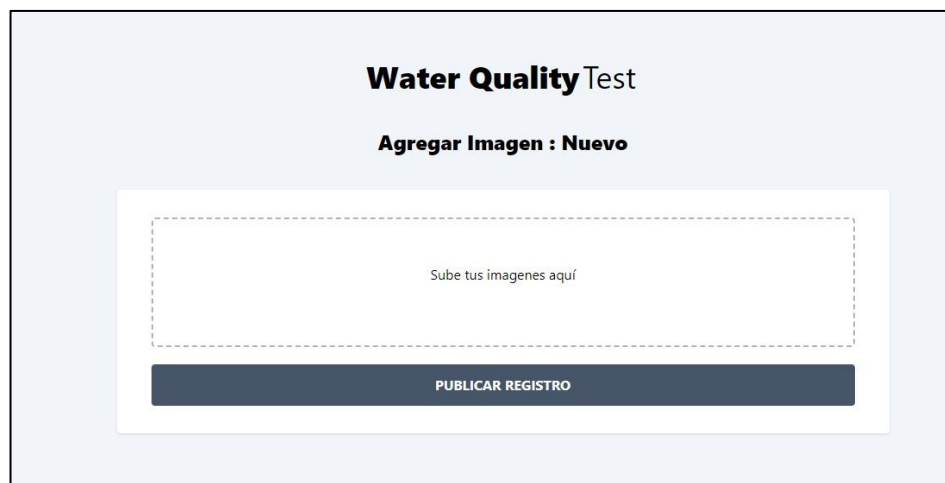 Water Quality Test
Agregar Imagen : Nuevo
Sube tus imagenes aquí
PUBLICAR REGISTRO